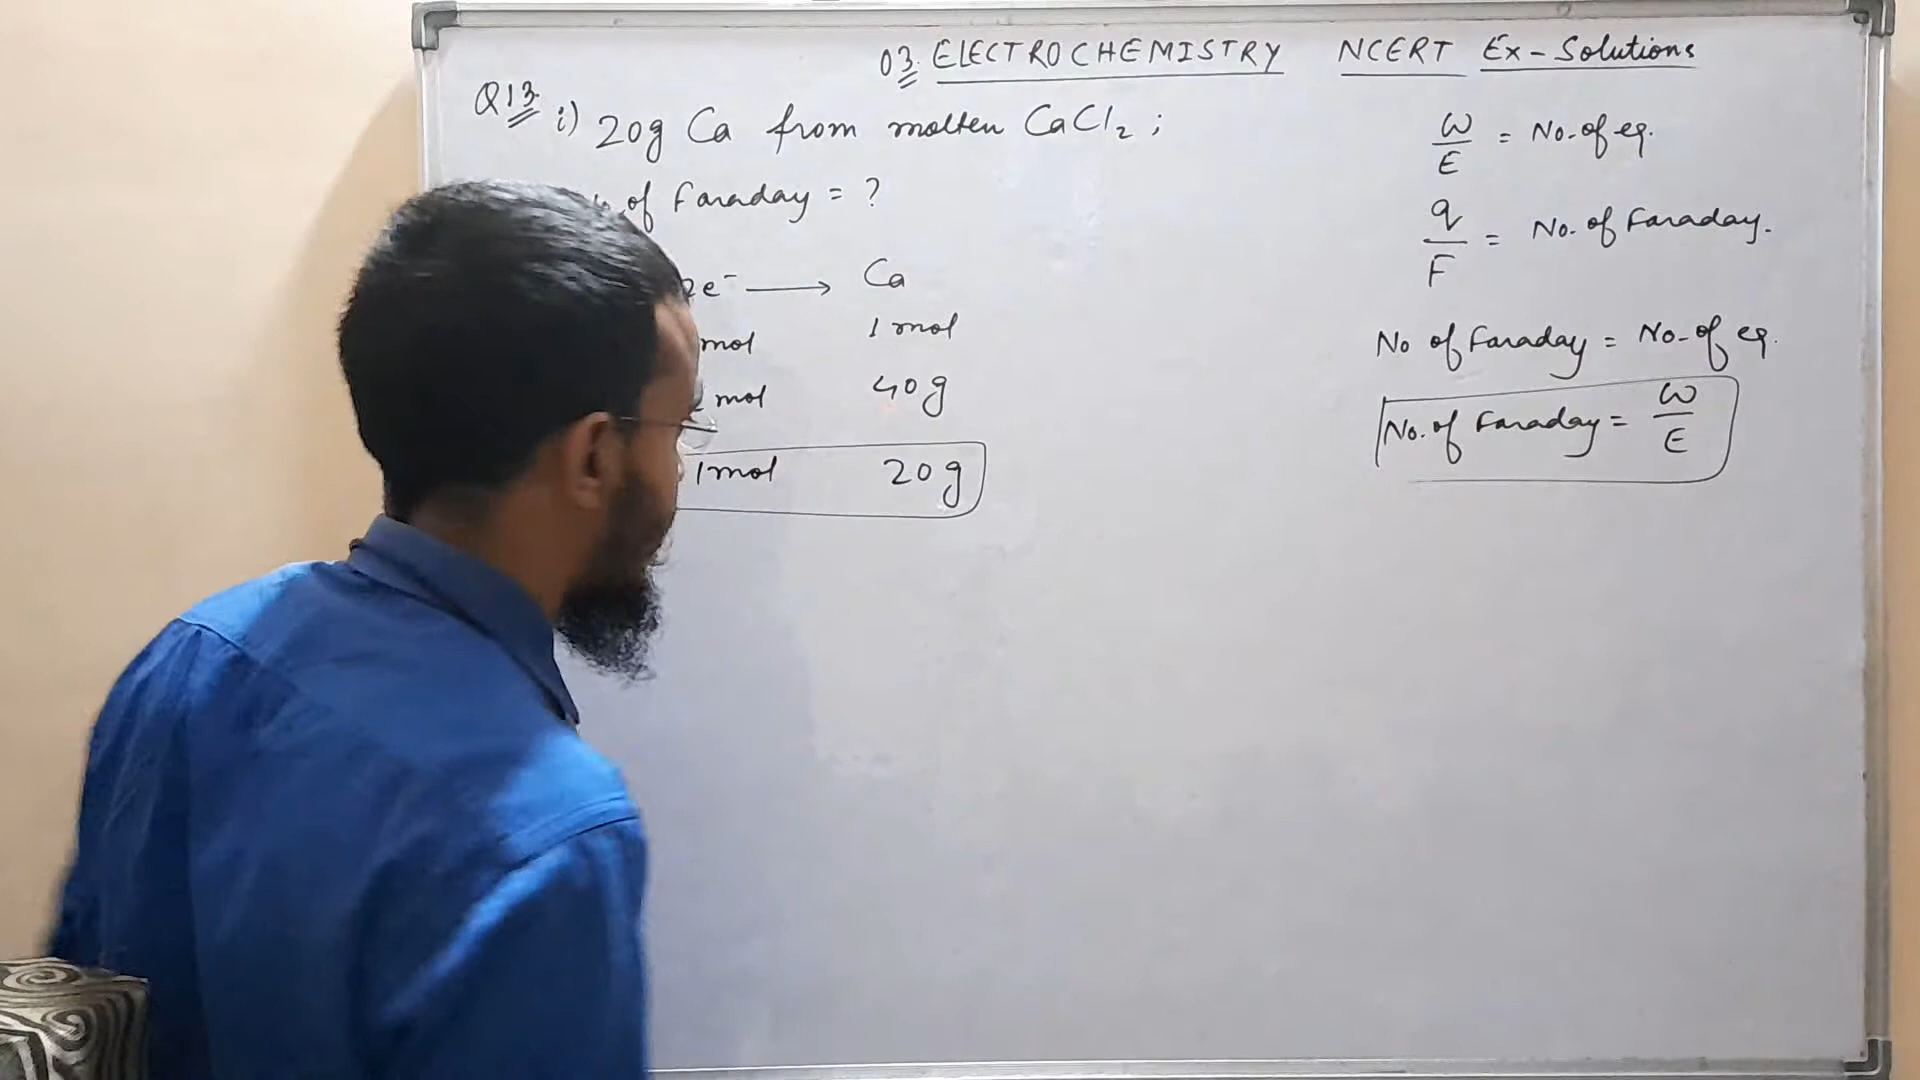 03. ELECTROCHEMISTRY NCERT Ex-Solutions
Q13. i) 20g Ca from molten CaCl₂ ;
of Faraday = ?
2e⁻ ⟶ Ca
mol 1 mol
mol 40g
1mol 20g
W/E = No. of eq.
q/F = No. of Faraday.
No of Faraday = No. of eq.
No. of Faraday = W/E